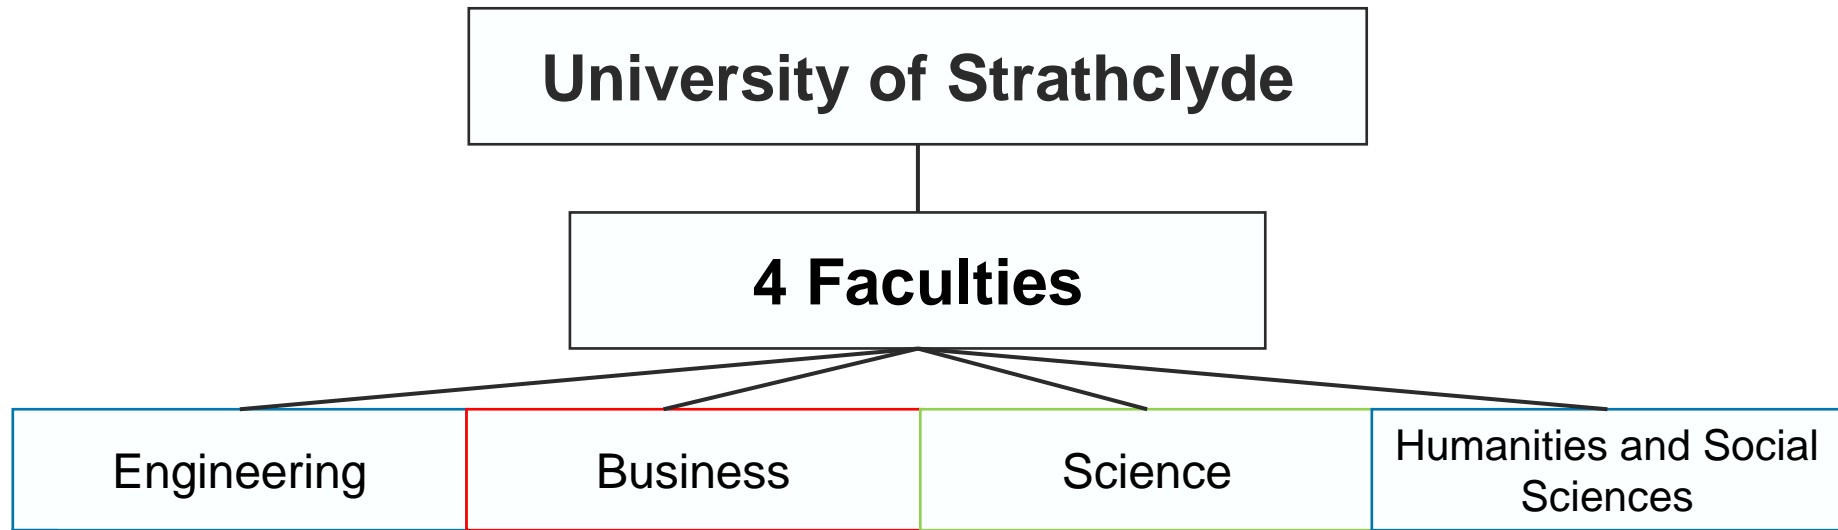 University of Strathclyde
4 Faculties
Engineering
Business
Science
Humanities and Social
Sciences